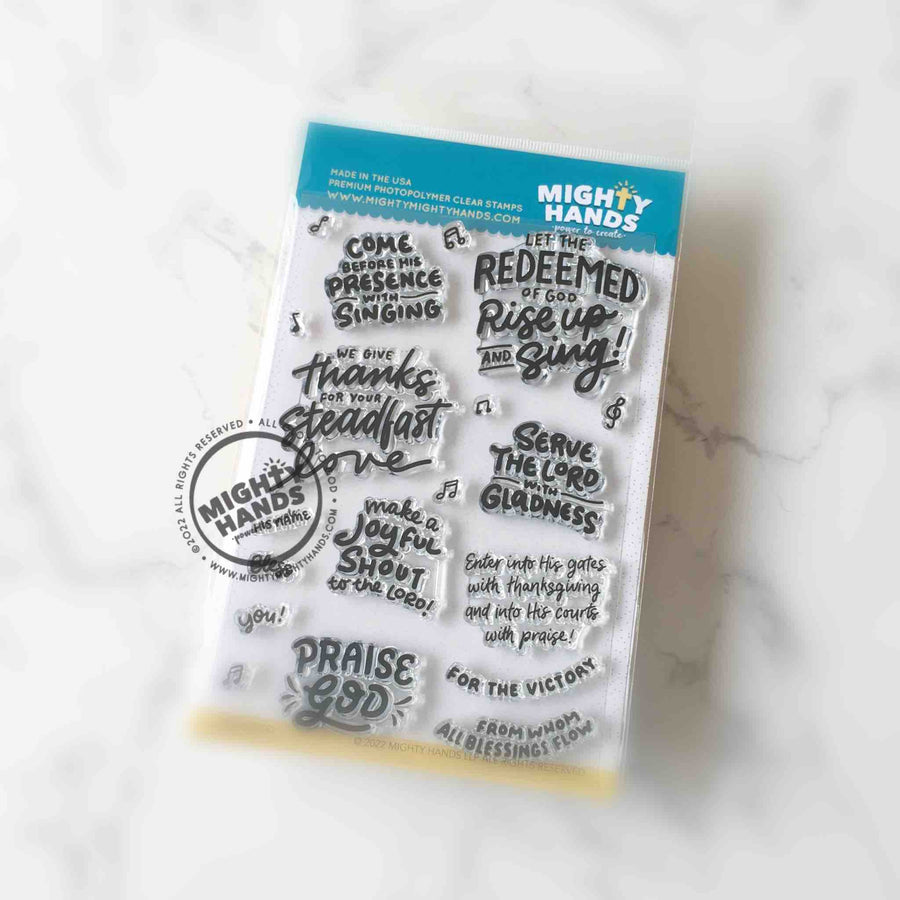 MADE IN THE USA
PREMIUM PHOTOPOLYMER CLEAR STAMPS
WWW.MIGHTYMIGHTYHANDS.COM
MIGHTY
HANDS
power to create
COME
BEFORE HIS
PRESENCE
WITH
SINGING
LET THE
REDEEMED
OF GOD
Rise up
AND Sing!
WE GIVE
thanks
FOR YOUR
Steadfast
love
SERVE
THE LORD
WITH
GLADNESS
MIGHTY
HANDS
HIS NAME
Bless
you!
make a
Joyful
SHOUT
to the LORD!
Enter into His gates
with thanksgiving
and into His courts
with praise!
PRAISE
GOD
FOR THE VICTORY
FROM WHOM
ALL BLESSINGS FLOW
©2022 MIGHTY HANDS LLP ALL RIGHTS RESERVED
©2022 ALL RIGHTS RESERVED